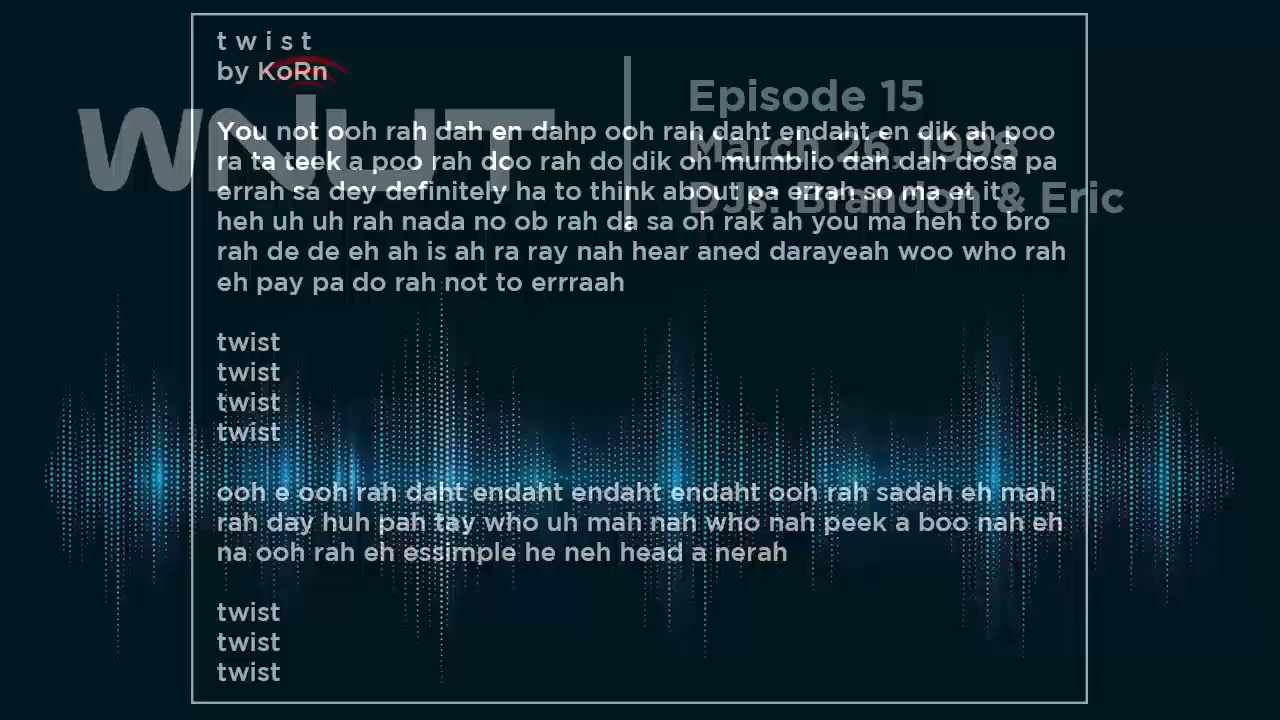 t w i s t
by KoRn
WNUT
Episode 15
March 26, 1998
DJs: Brandon & Eric
You not ooh rah dah en dahp ooh rah daht endaht en dik ah poo
ra ta teek a poo rah doo rah do dik oh mumblio dah dah dosa pa
errah sa dey definitely ha to think about pa errah so ma et it
heh uh uh rah nada no ob rah da sa oh rak ah you ma heh to bro
rah de de eh ah is ah ra ray nah hear aned darayeah woo who rah
eh pay pa do rah not to errraah
twist
twist
twist
twist
ooh e ooh rah daht endaht endaht endaht ooh rah sadah eh mah
rah day huh pah tay who uh mah nah who nah peek a boo nah eh
na ooh rah eh essimple he neh head a nerah
twist
twist
twist